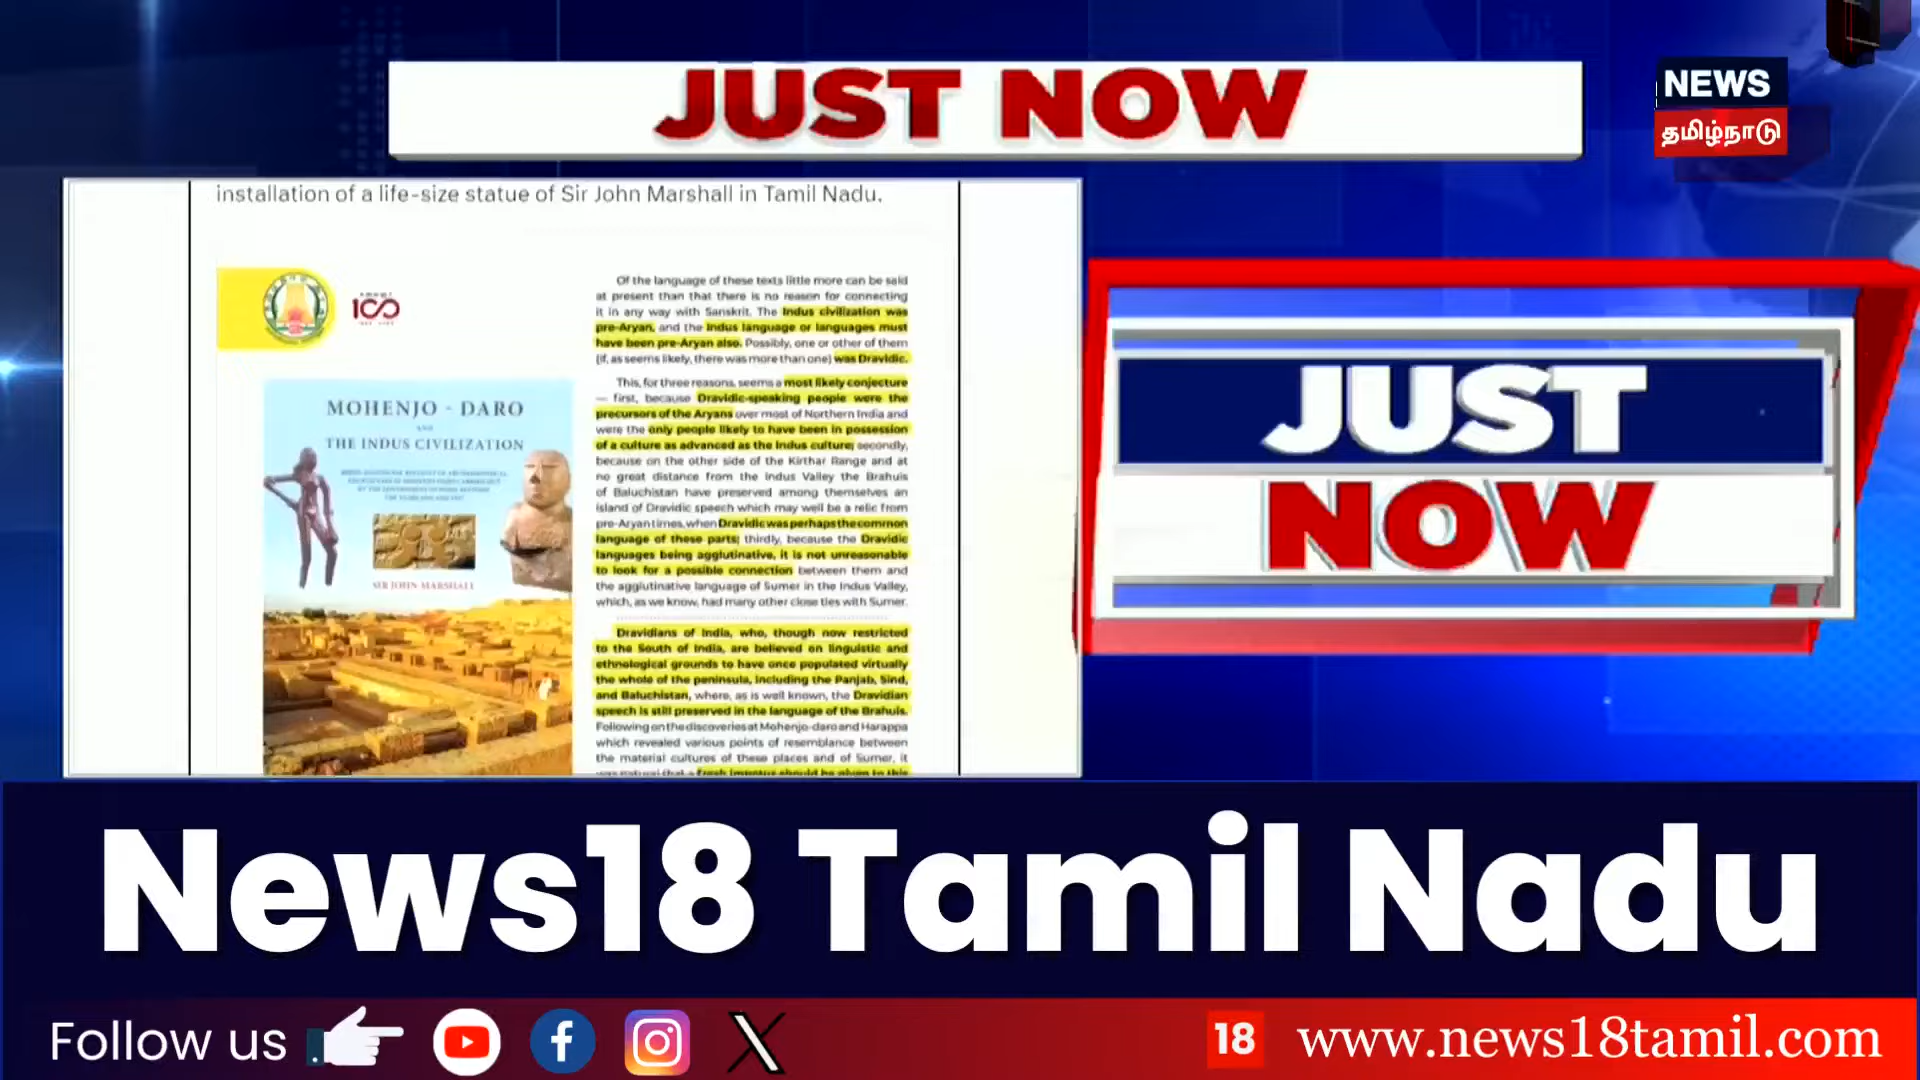 JUST NOW
NEWS
தமிழ்நாடு
installation of a life-size statue of Sir John Marshall in Tamil Nadu.
100
MOHENJO - DARO
AND
THE INDUS CIVILIZATION
SIR JOHN MARSHALL
Of the language of these texts little more can be said
at present than that there is no reason for connecting
it in any way with Sanskrit. The Indus civilization was
pre-Aryan, and the Indus language or languages must
have been pre-Aryan also. Possibly, one or other of them
(if, as seems likely, there was more than one) was Dravidic.
This, for three reasons, seems a most likely conjecture
— first, because Dravidic-speaking people were the
precursors of the Aryans over most of Northern India and
were the only people likely to have been in possession
of a culture as advanced as the Indus culture; secondly,
because on the other side of the Kirthar Range and at
no great distance from the Indus Valley the Brahuis
of Baluchistan have preserved among themselves an
island of Dravidic speech which may well be a relic from
pre-Aryan times, when Dravidic was perhaps the common
language of these parts; thirdly, because the Dravidic
languages being agglutinative, it is not unreasonable
to look for a possible connection between them and
the agglutinative language of Sumer in the Indus Valley,
which, as we know, had many other close ties with Sumer.
Dravidians of India, who, though now restricted
to the South of India, are believed on linguistic and
ethnological grounds to have once populated virtually
the whole of the peninsula, including the Panjab, Sind,
and Baluchistan, where, as is well known, the Dravidian
speech is still preserved in the language of the Brahuis.
Following on the discoveries at Mohenjo-daro and Harappa
which revealed various points of resemblance between
the material cultures of these places and of Sumer, it
was natural that a fresh impetus should be given to this
JUST
NOW
News18 Tamil Nadu
Follow us
18 www.news18tamil.com